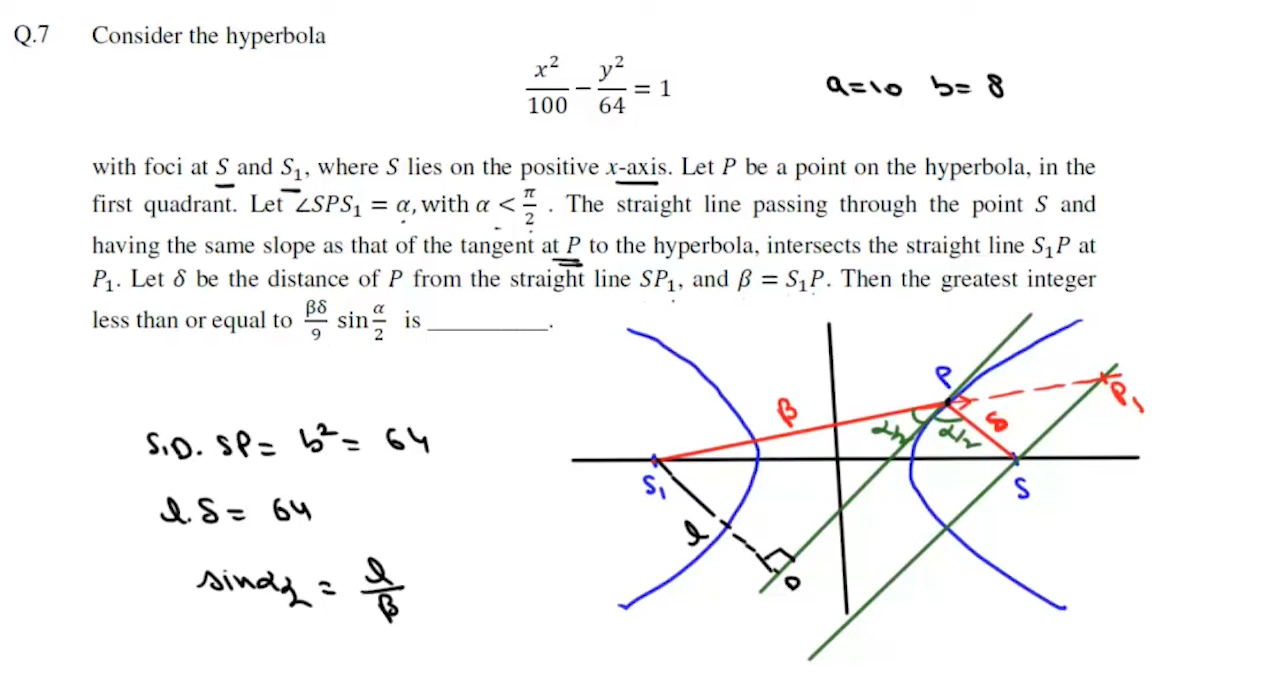 Q.7 Consider the hyperbola
x²/100 − y²/64 = 1
a=10 b= 8
with foci at S and S₁, where S lies on the positive x-axis. Let P be a point on the hyperbola, in the
first quadrant. Let ∠SPS₁ = α, with α < π/2 . The straight line passing through the point S and
having the same slope as that of the tangent at P to the hyperbola, intersects the straight line S₁P at
P₁. Let δ be the distance of P from the straight line SP₁, and β = S₁P. Then the greatest integer
less than or equal to βδ/9 sin α/2 is ________.
P
P₁
β
δ
α/2 α/2
S₁
S
l
D
S₁D. SP = b² = 64
l.δ = 64
sin α/2 = l/β